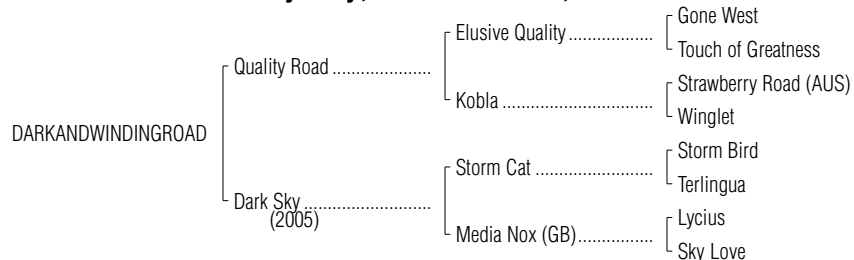 Gone West
Elusive Quality
Touch of Greatness
Quality Road
Strawberry Road (AUS)
Kobla
Winglet
DARKANDWINDINGROAD
Storm Bird
Storm Cat
Terlingua
Dark Sky
(2005)
Lycius
Media Nox (GB)
Sky Love